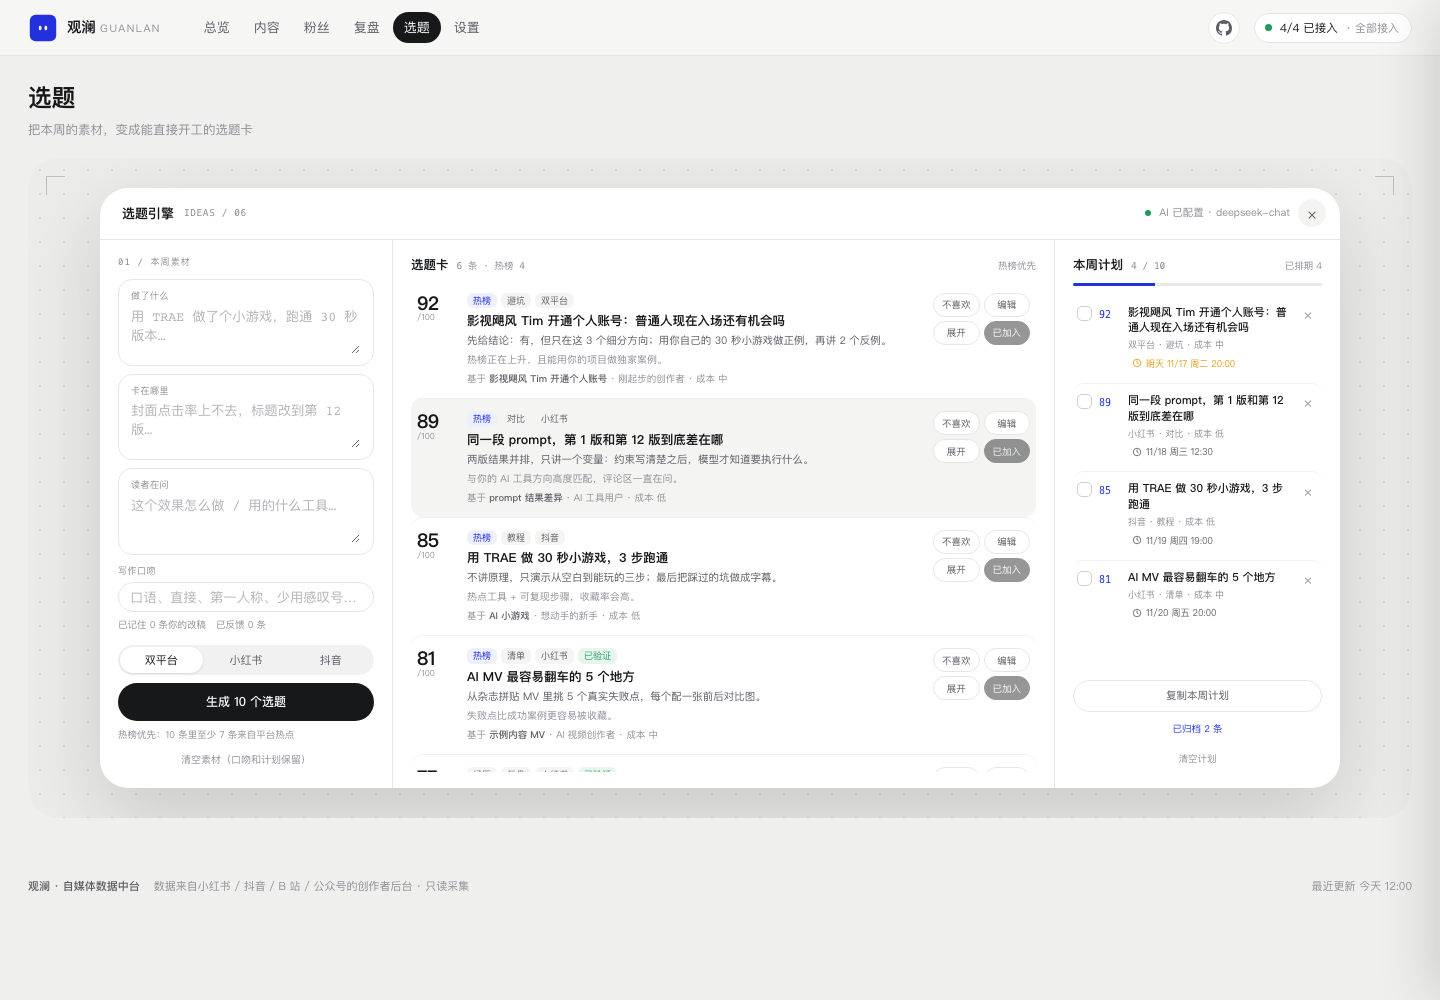 观澜 GUANLAN
总览
内容
粉丝
复盘
选题
设置
4/4 已接入 · 全部接入
选题
把本周的素材，变成能直接开工的选题卡
选题引擎 IDEAS / 06
AI 已配置 · deepseek-chat
×
01 / 本周素材
做了什么
用 TRAE 做了个小游戏，跑通 30 秒
版本…
卡在哪里
封面点击率上不去，标题改到第 12
版…
读者在问
这个效果怎么做 / 用的什么工具…
写作口吻
口语、直接、第一人称、少用感叹号…
已记住 0 条你的改稿 已反馈 0 条
双平台
小红书
抖音
生成 10 个选题
热榜优先：10 条里至少 7 条来自平台热点
清空素材（口吻和计划保留）
选题卡 6 条 · 热榜 4
热榜优先
92
/100
热榜 避坑 双平台
影视飓风 Tim 开通个人账号：普通人现在入场还有机会吗
先给结论：有，但只在这 3 个细分方向；用你自己的 30 秒小游戏做正例，再讲 2 个反例。
热榜正在上升，且能用你的项目做独家案例。
基于 影视飓风 Tim 开通个人账号 · 刚起步的创作者 · 成本 中
不喜欢
编辑
展开
已加入
89
/100
热榜 对比 小红书
同一段 prompt，第 1 版和第 12 版到底差在哪
两版结果并排，只讲一个变量：约束写清楚之后，模型才知道要执行什么。
与你的 AI 工具方向高度匹配，评论区一直在问。
基于 prompt 结果差异 · AI 工具用户 · 成本 低
不喜欢
编辑
展开
已加入
85
/100
热榜 教程 抖音
用 TRAE 做 30 秒小游戏，3 步跑通
不讲原理，只演示从空白到能玩的三步；最后把踩过的坑做成字幕。
热点工具 + 可复现步骤，收藏率会高。
基于 AI 小游戏 · 想动手的新手 · 成本 低
不喜欢
编辑
展开
已加入
81
/100
热榜 清单 小红书 已验证
AI MV 最容易翻车的 5 个地方
从杂志拼贴 MV 里挑 5 个真实失败点，每个配一张前后对比图。
失败点比成功案例更容易被收藏。
基于 示例内容 MV · AI 视频创作者 · 成本 中
不喜欢
编辑
展开
已加入
本周计划 4 / 10
已排期 4
92
影视飓风 Tim 开通个人账号：普
通人现在入场还有机会吗
双平台 · 避坑 · 成本 中
明天 11/17 周二 20:00
×
89
同一段 prompt，第 1 版和第 12
版到底差在哪
小红书 · 对比 · 成本 低
11/18 周三 12:30
×
85
用 TRAE 做 30 秒小游戏，3 步
跑通
抖音 · 教程 · 成本 低
11/19 周四 19:00
×
81
AI MV 最容易翻车的 5 个地方
小红书 · 清单 · 成本 中
11/20 周五 20:00
×
复制本周计划
已归档 2 条
清空计划
观澜 · 自媒体数据中台 数据来自小红书 / 抖音 / B 站 / 公众号的创作者后台 · 只读采集
最近更新 今天 12:00